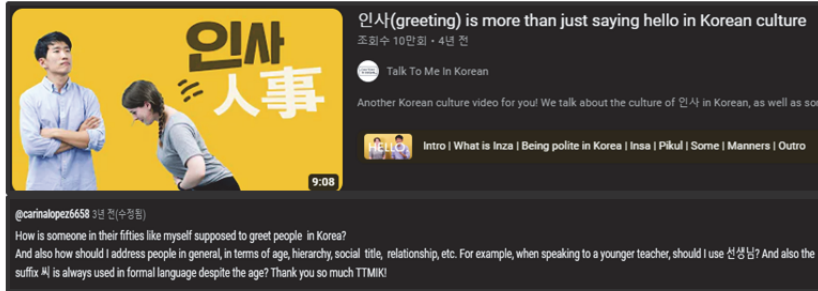 인사
人事
9:08
인사(greeting) is more than just saying hello in Korean culture
조회수 10만회 • 4년 전
Talk To Me In Korean
Another Korean culture video for you! We talk about the culture of 인사 in Korean, as well as
HELLO.
Intro | What is Inza | Being polite in Korea | Insa | Pikul | Some | Manners | Outro
@carinalopez6658 3년 전(수정됨)
How is someone in their fifties like myself supposed to greet people in Korea?
And also how should I address people in general, in terms of age, hierarchy, social title, relationship, etc. For example, when speaking to a younger teacher, should I use 선생님? And also the
suffix 씨 is always used in formal language despite the age? Thank you so much TTMIK!